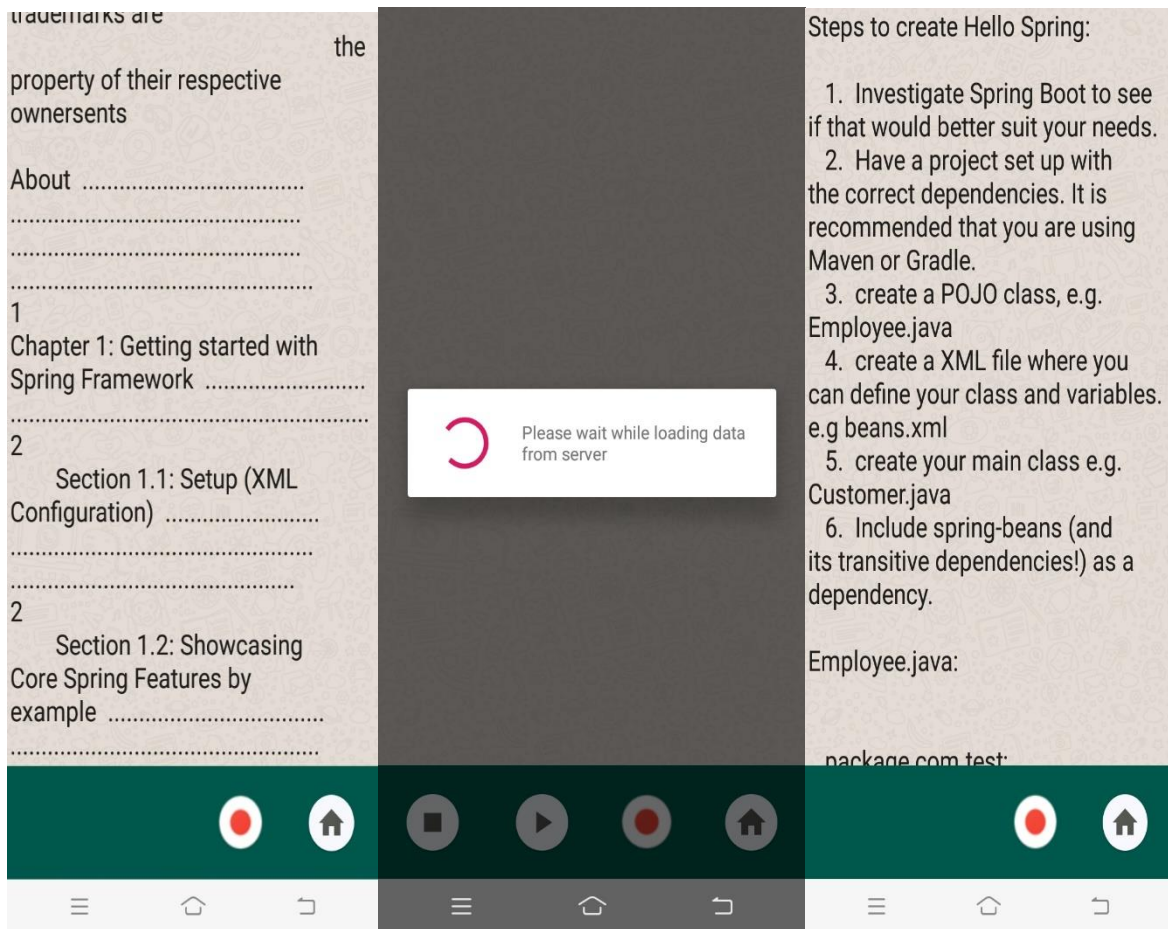 trademarks are
the
property of their respective
ownersents
About ....................................
...............................................
...............................................
.................................................
1
Chapter 1: Getting started with
Spring Framework ..........................
..........................................................
2
Section 1.1: Setup (XML
Configuration) .........................
.................................................
..............................................
2
Section 1.2: Showcasing
Core Spring Features by
example ...................................
..................................................
Please wait while loading data
from server
Steps to create Hello Spring:
1. Investigate Spring Boot to see
if that would better suit your needs.
2. Have a project set up with
the correct dependencies. It is
recommended that you are using
Maven or Gradle.
3. create a POJO class, e.g.
Employee.java
4. create a XML file where you
can define your class and variables.
e.g beans.xml
5. create your main class e.g.
Customer.java
6. Include spring-beans (and
its transitive dependencies!) as a
dependency.
Employee.java:
package com.test;